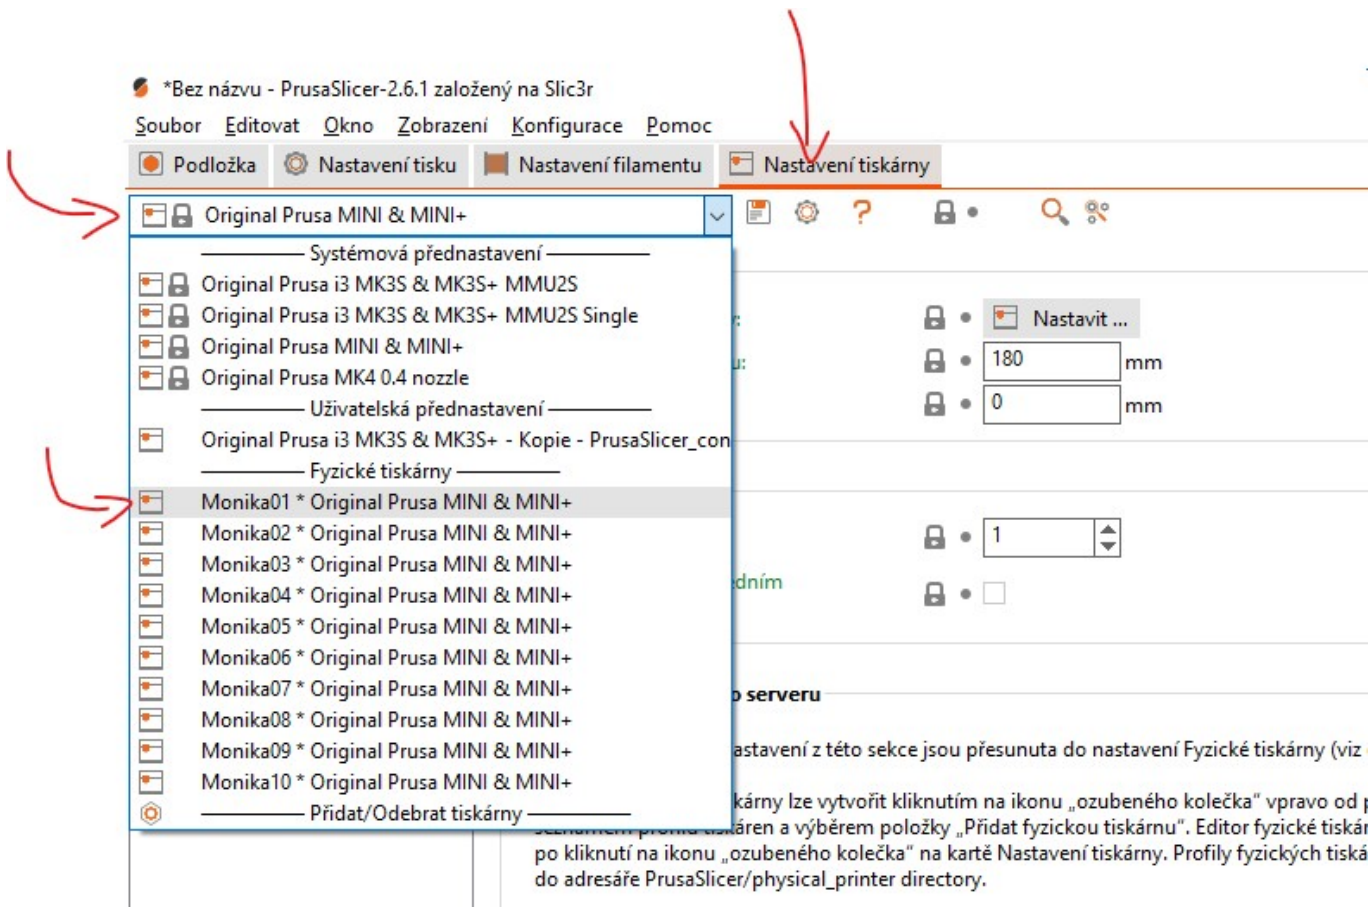 *Bez názvu - PrusaSlicer-2.6.1 založený na Slic3r
Soubor Editovat Okno Zobrazení Konfigurace Pomoc
Podložka Nastavení tisku Nastavení filamentu Nastavení tiskárny
Original Prusa MINI & MINI+
Systémová přednastavení
Original Prusa i3 MK3S & MK3S+ MMU2S
Original Prusa i3 MK3S & MK3S+ MMU2S Single
Nastavit ...
Original Prusa MINI & MINI+
180 mm
Original Prusa MK4 0.4 nozzle
Uživatelská přednastavení
0 mm
Original Prusa i3 MK3S & MK3S+ - Kopie - PrusaSlicer_con
Fyzické tiskárny
Monika01 * Original Prusa MINI & MINI+
Monika02 * Original Prusa MINI & MINI+
1
Monika03 * Original Prusa MINI & MINI+
Monika04 * Original Prusa MINI & MINI+
Monika05 * Original Prusa MINI & MINI+
Monika06 * Original Prusa MINI & MINI+
Monika07 * Original Prusa MINI & MINI+
o serveru
Monika08 * Original Prusa MINI & MINI+
Monika09 * Original Prusa MINI & MINI+
astavení z této sekce jsou přesunuta do nastavení Fyzické tiskárny (viz
Monika10 * Original Prusa MINI & MINI+
Přidat/Odebrat tiskárny
kárny lze vytvořit kliknutím na ikonu „ozubeného kolečka“ vpravo od p
áren a výběrem položky „Přidat fyzickou tiskárnu“. Editor fyzické tiskár
po kliknutí na ikonu „ozubeného kolečka“ na kartě Nastavení tiskárny. Profily fyzických tiská
do adresáře PrusaSlicer/physical_printer directory.